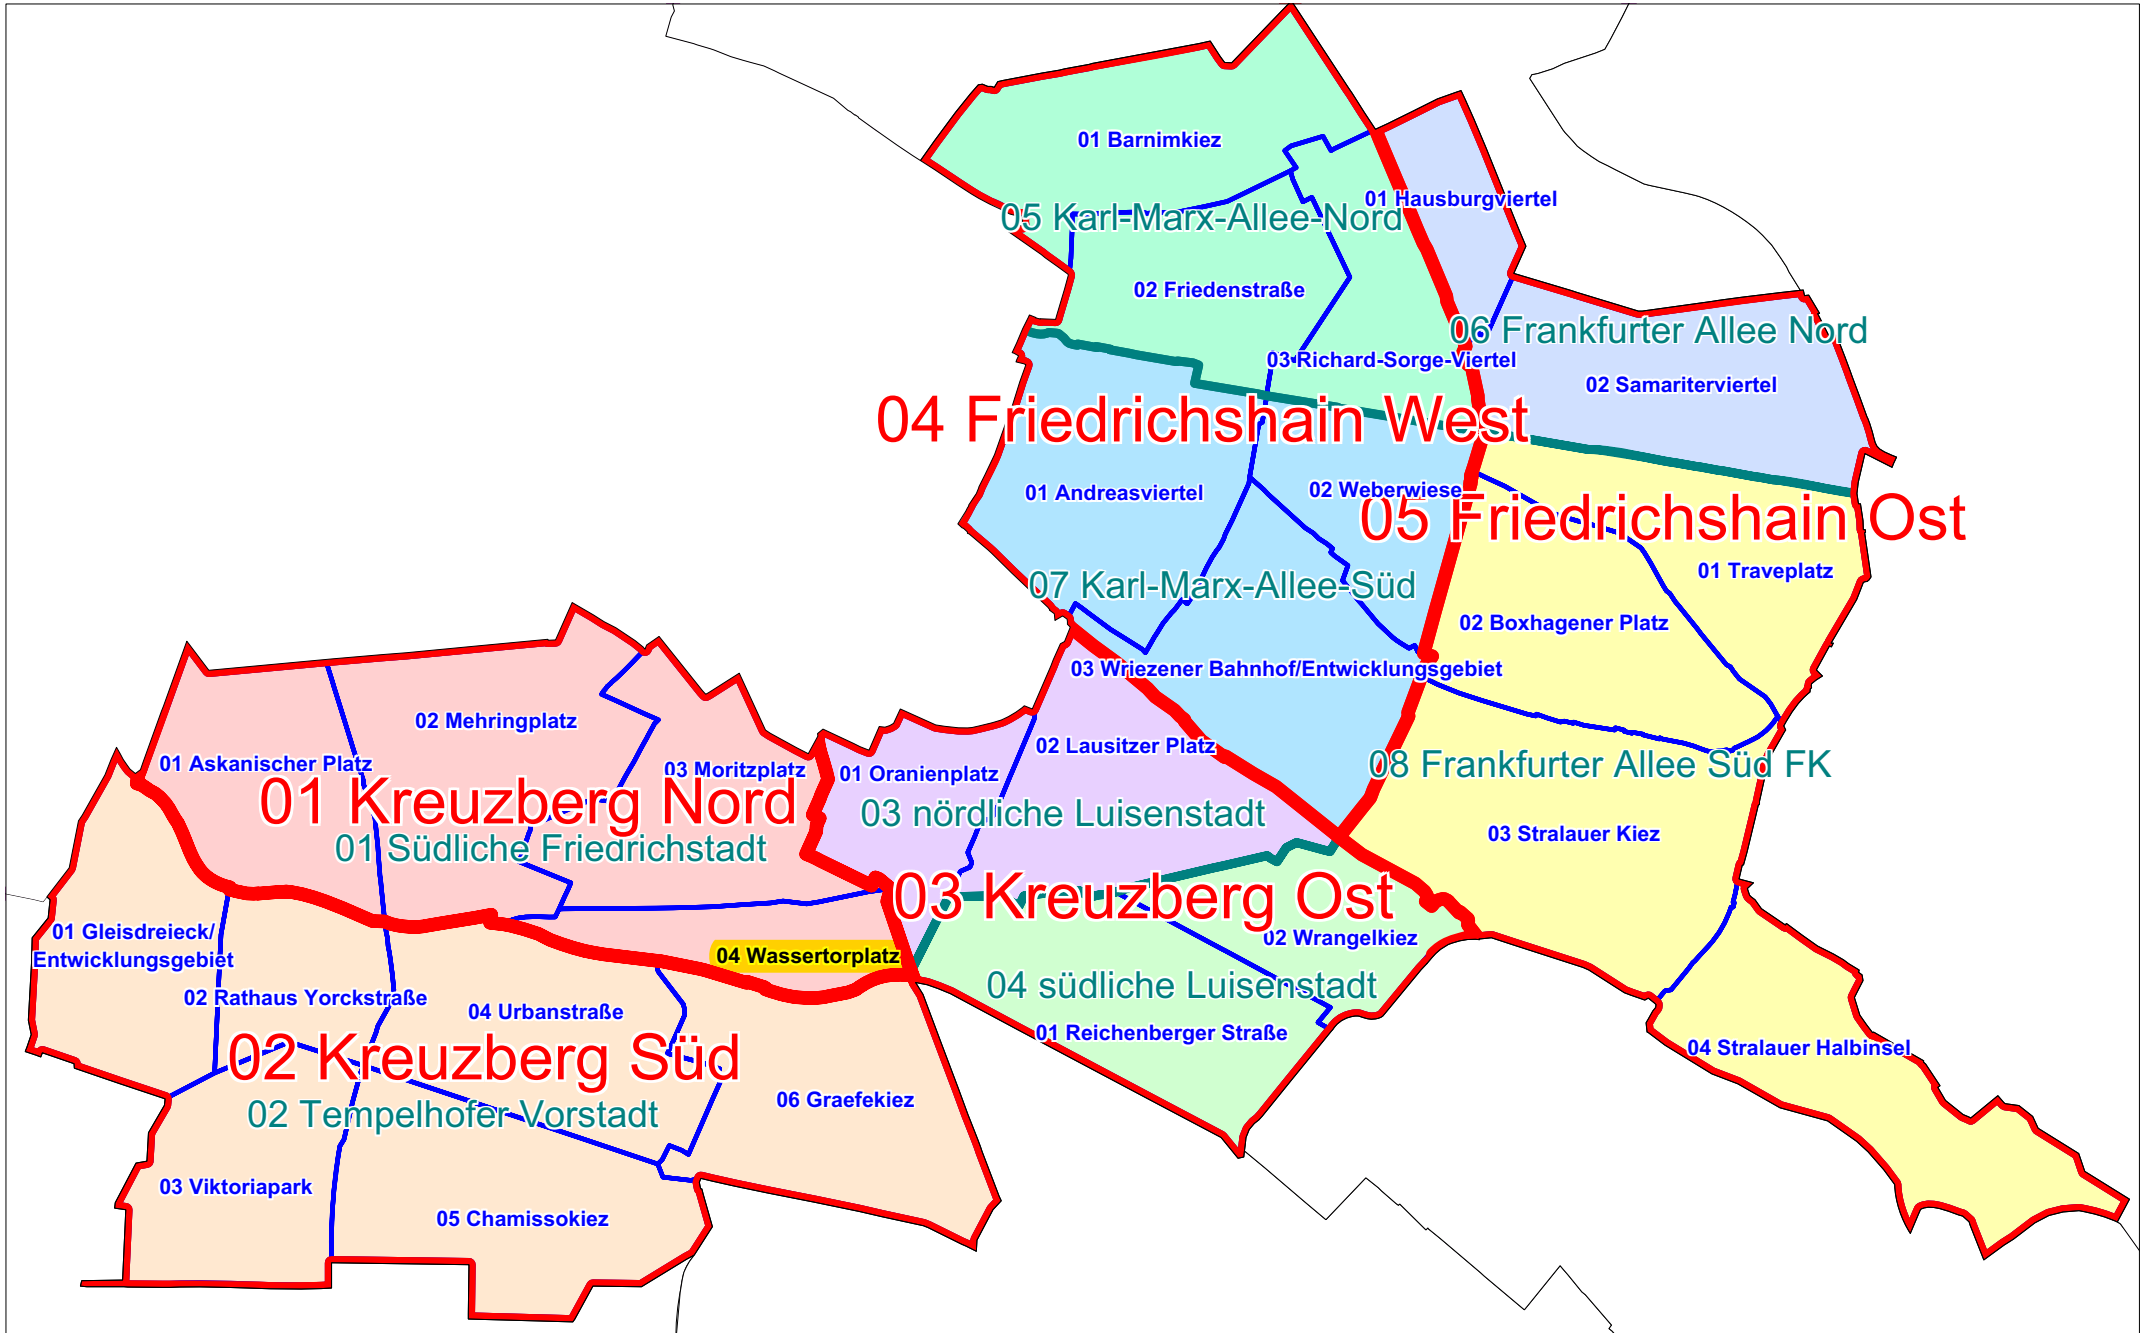 01 Barnimkiez
01 Hausburgviertel
05 Karl-Marx-Allee-Nord
02 Friedenstraße
06 Frankfurter Allee Nord
03 Richard-Sorge-Viertel
02 Samariterviertel
04 Friedrichshain West
01 Andreasviertel
02 Weberwiese
05 Friedrichshain Ost
01 Traveplatz
07 Karl-Marx-Allee-Süd
02 Boxhagener Platz
03 Wriezener Bahnhof/Entwicklungsgebiet
02 Mehringplatz
02 Lausitzer Platz
01 Askanischer Platz
03 Moritzplatz
01 Oranienplatz
08 Frankfurter Allee Süd FK
01 Kreuzberg Nord
03 nördliche Luisenstadt
03 Stralauer Kiez
01 Südliche Friedrichstadt
03 Kreuzberg Ost
01 Gleisdreieck/
Entwicklungsgebiet
02 Wrangelkiez
04 Wassertorplatz
04 südliche Luisenstadt
02 Rathaus Yorckstraße
04 Urbanstraße
01 Reichenberger Straße
04 Stralauer Halbinsel
02 Kreuzberg Süd
06 Graefekiez
02 Tempelhofer Vorstadt
03 Viktoriapark
05 Chamissokiez